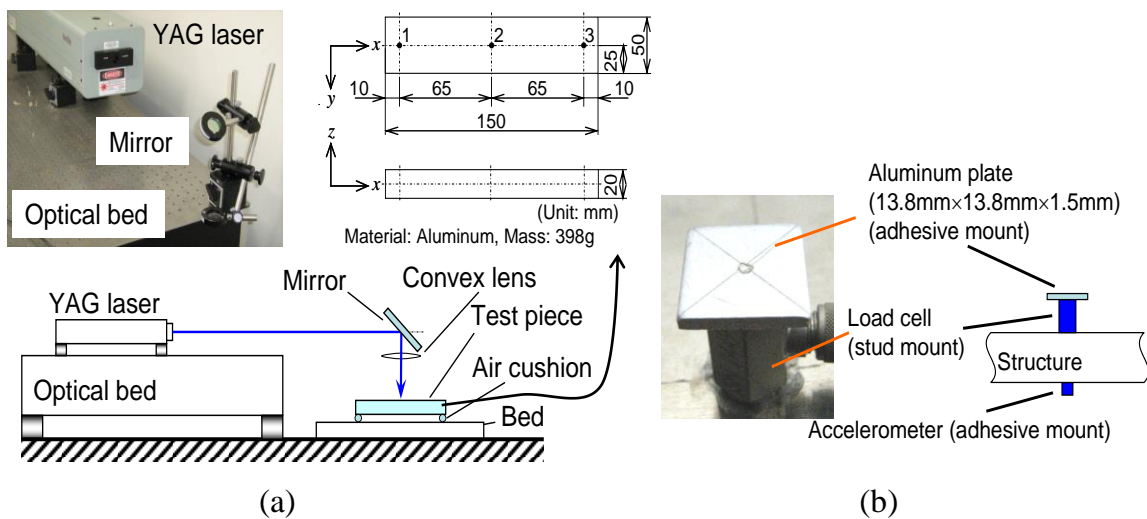 YAG laser
Mirror
Optical bed
x
y
1
2
3
25
50
10
65
65
10
150
z
x
20
(Unit: mm)
Material: Aluminum, Mass: 398g
YAG laser
Mirror
Convex lens
Test piece
Air cushion
Optical bed
Bed
(a)
Aluminum plate
(13.8mm×13.8mm×1.5mm)
(adhesive mount)
Load cell
(stud mount)
Structure
Accelerometer (adhesive mount)
(b)